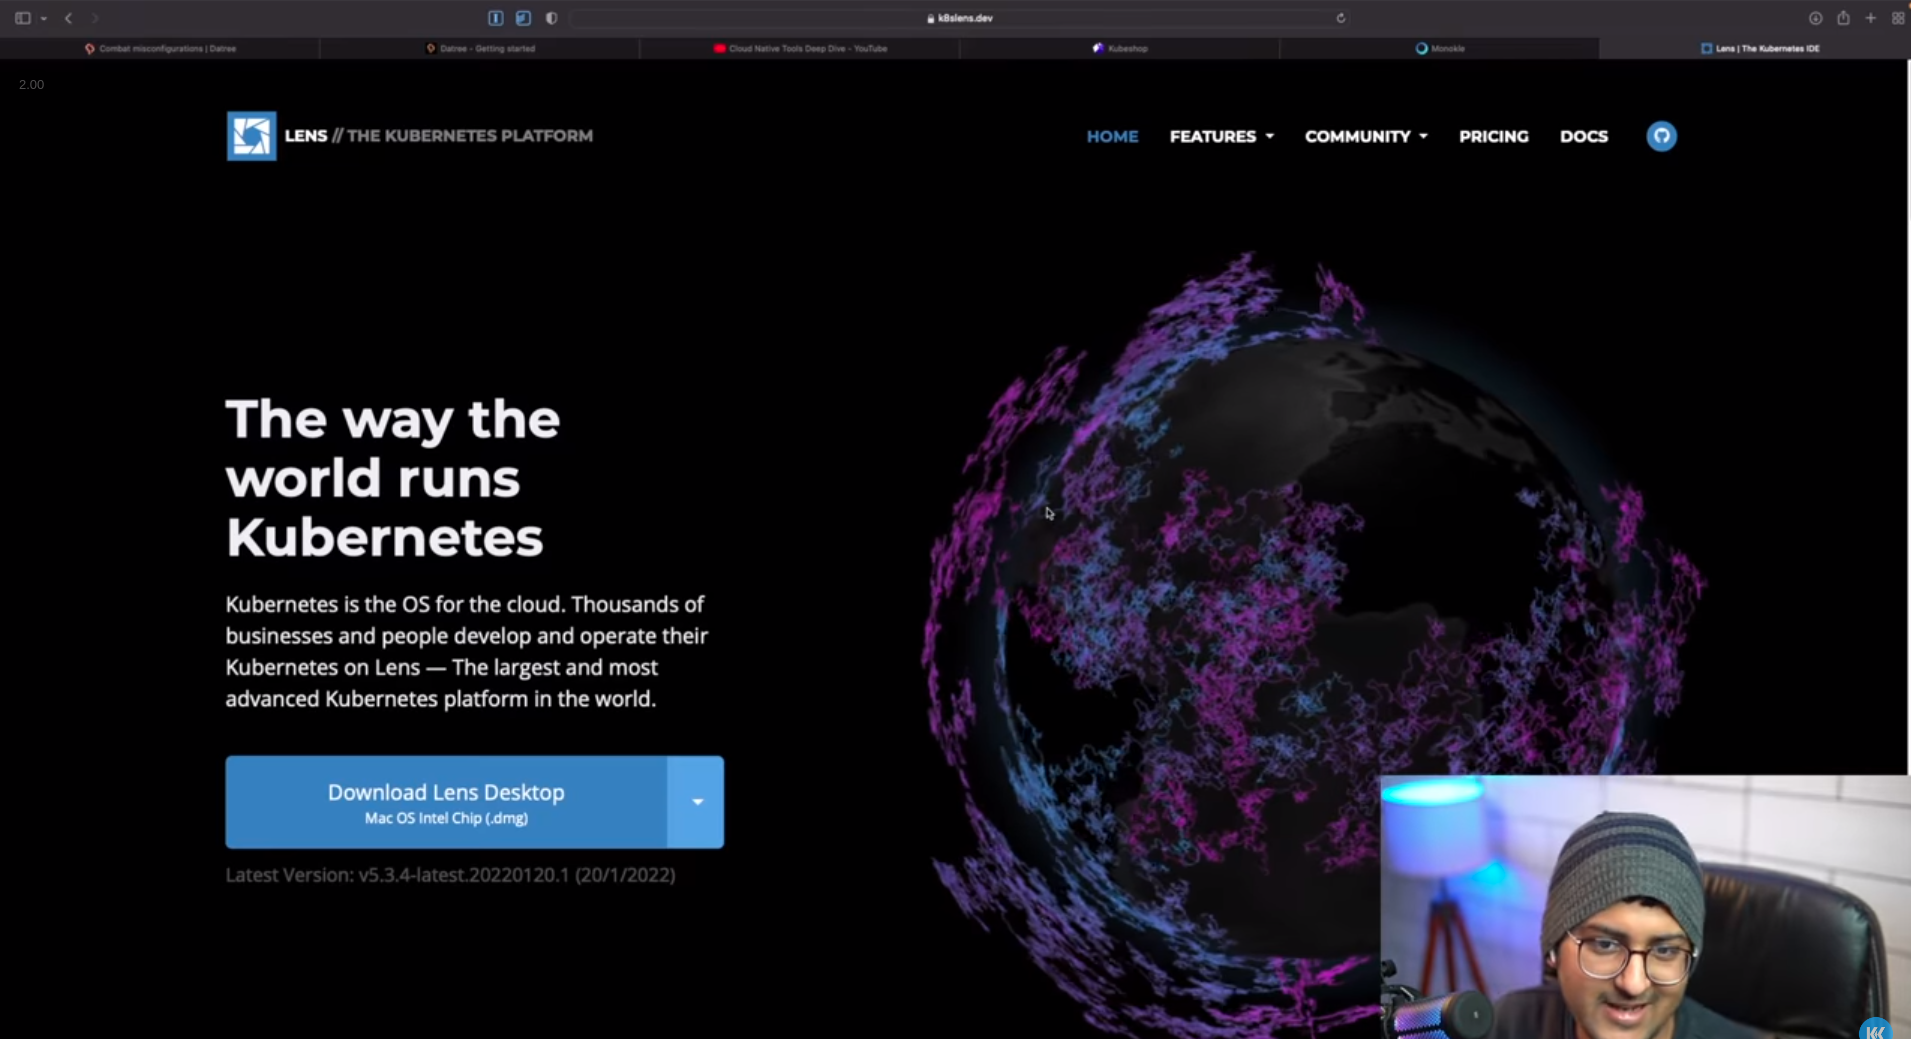 k8slens.dev
Combat misconfigurations | Datree
Datree - Getting started
Cloud Native Tools Deep Dive - YouTube
Kubeshop
Monokle
Lens | The Kubernetes IDE
2.00
LENS // THE KUBERNETES PLATFORM
HOME
FEATURES
COMMUNITY
PRICING
DOCS
The way the
world runs
Kubernetes
Kubernetes is the OS for the cloud. Thousands of
businesses and people develop and operate their
Kubernetes on Lens — The largest and most
advanced Kubernetes platform in the world.
Download Lens Desktop
Mac OS Intel Chip (.dmg)
Latest Version: v5.3.4-latest.20220120.1 (20/1/2022)